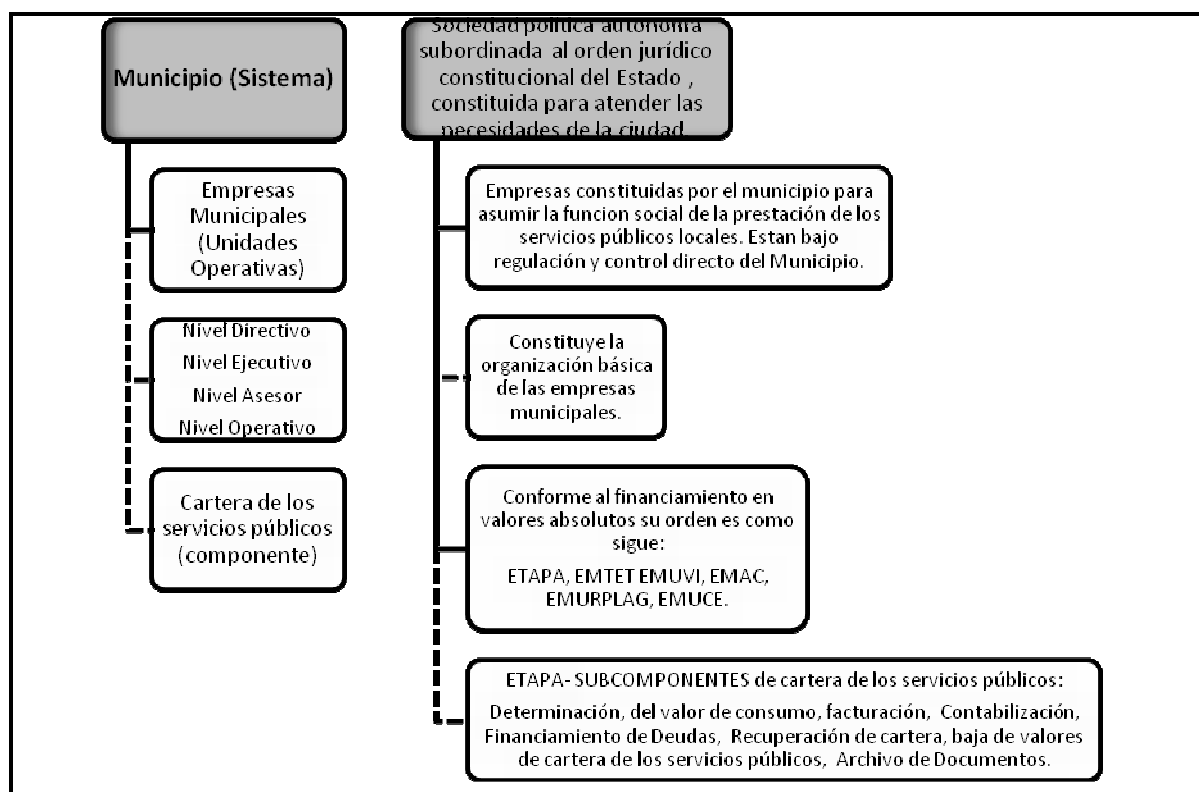 Municipio (Sistema)
Empresas
Municipales
(Unidades
Operativas)
Nivel Directivo
Nivel Ejecutivo
Nivel Asesor
Nivel Operativo
Cartera de los
servicios públicos
(componente)
Sociedad política autónoma
subordinada al orden jurídico
constitucional del Estado ,
constituida para atender las
necesidades de la ciudad
Empresas constituidas por el municipio para
asumir la funcion social de la prestación de los
servicios públicos locales. Estan bajo
regulación y control directo del Municipio.
Constituye la
organización básica
de las empresas
municipales.
Conforme al financiamiento en
valores absolutos su orden es como
sigue:
ETAPA, EMTET EMUVI, EMAC,
EMURPLAG, EMUCE.
ETAPA- SUBCOMPONENTES de cartera de los servicios públicos:
Determinación, del valor de consumo, facturación, Contabilización,
Financiamiento de Deudas, Recuperación de cartera, baja de valores
de cartera de los servicios públicos, Archivo de Documentos.